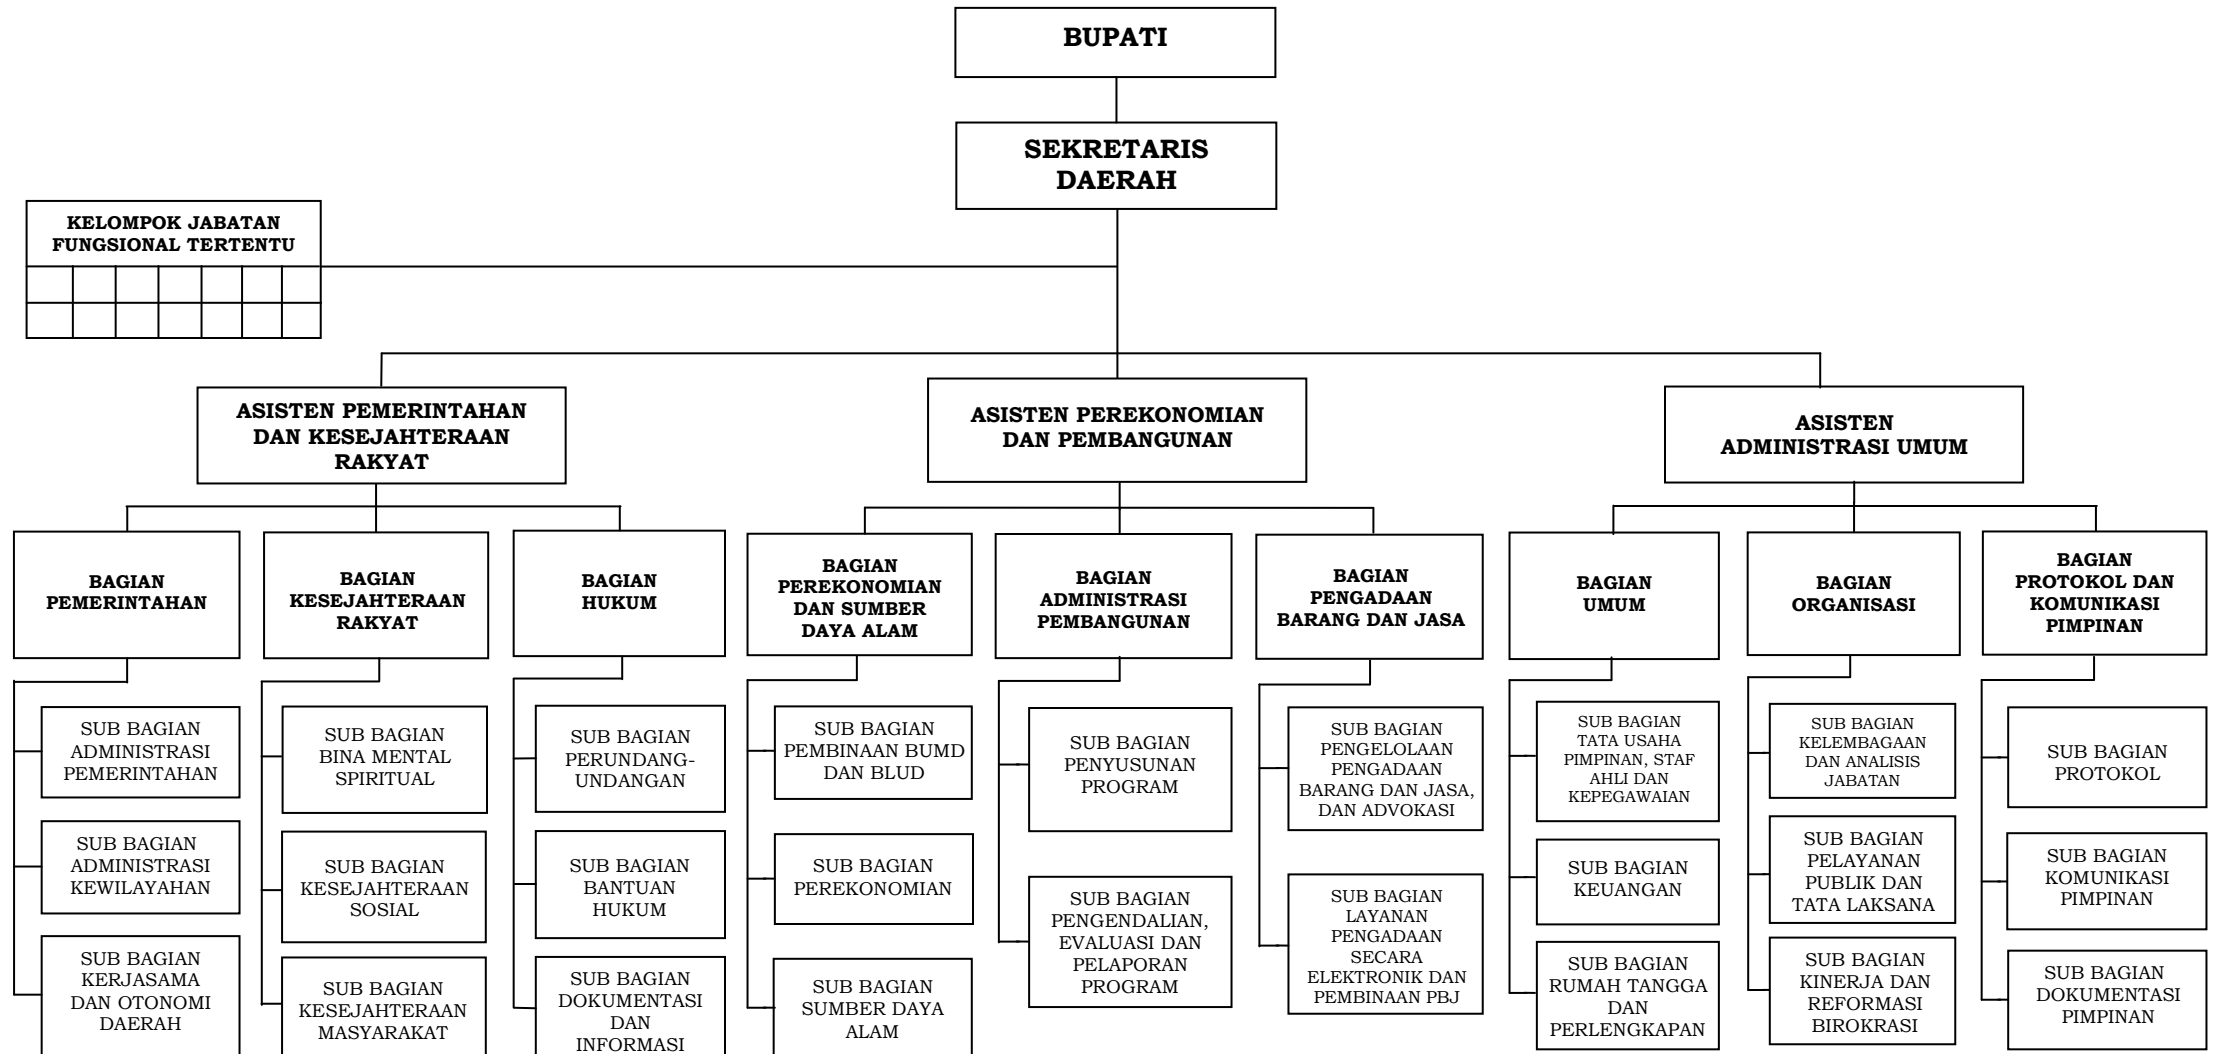 BUPATI
SEKRETARIS
DAERAH
KELOMPOK JABATAN
FUNGSIONAL TERTENTU
ASISTEN PEMERINTAHAN
DAN KESEJAHTERAAN
RAKYAT
ASISTEN PEREKONOMIAN
DAN PEMBANGUNAN
ASISTEN
ADMINISTRASI UMUM
BAGIAN
PEMERINTAHAN
BAGIAN
KESEJAHTERAAN
RAKYAT
BAGIAN
HUKUM
BAGIAN
PEREKONOMIAN
DAN SUMBER
DAYA ALAM
BAGIAN
ADMINISTRASI
PEMBANGUNAN
BAGIAN
PENGADAAN
BARANG DAN JASA
BAGIAN
UMUM
BAGIAN
ORGANISASI
BAGIAN
PROTOKOL DAN
KOMUNIKASI
PIMPINAN
SUB BAGIAN
ADMINISTRASI
PEMERINTAHAN
SUB BAGIAN
BINA MENTAL
SPIRITUAL
SUB BAGIAN
PERUNDANG-
UNDANGAN
SUB BAGIAN
PEMBINAAN BUMD
DAN BLUD
SUB BAGIAN
PENYUSUNAN
PROGRAM
SUB BAGIAN
PENGELOLAAN
PENGADAAN
BARANG DAN JASA,
DAN ADVOKASI
SUB BAGIAN
TATA USAHA
PIMPINAN, STAF
AHLI DAN
KEPEGAWAIAN
SUB BAGIAN
KELEMBAGAAN
DAN ANALISIS
JABATAN
SUB BAGIAN
PROTOKOL
SUB BAGIAN
ADMINISTRASI
KEWILAYAHAN
SUB BAGIAN
KESEJAHTERAAN
SOSIAL
SUB BAGIAN
BANTUAN
HUKUM
SUB BAGIAN
PEREKONOMIAN
SUB BAGIAN
PENGENDALIAN,
EVALUASI DAN
PELAPORAN
PROGRAM
SUB BAGIAN
LAYANAN
PENGADAAN
SECARA
ELEKTRONIK DAN
PEMBINAAN PBJ
SUB BAGIAN
KEUANGAN
SUB BAGIAN
PELAYANAN
PUBLIK DAN
TATA LAKSANA
SUB BAGIAN
KOMUNIKASI
PIMPINAN
SUB BAGIAN
KERJASAMA
DAN OTONOMI
DAERAH
SUB BAGIAN
KESEJAHTERAAN
MASYARAKAT
SUB BAGIAN
DOKUMENTASI
DAN
INFORMASI
SUB BAGIAN
SUMBER DAYA
ALAM
SUB BAGIAN
RUMAH TANGGA
DAN
PERLENGKAPAN
SUB BAGIAN
KINERJA DAN
REFORMASI
BIROKRASI
SUB BAGIAN
DOKUMENTASI
PIMPINAN